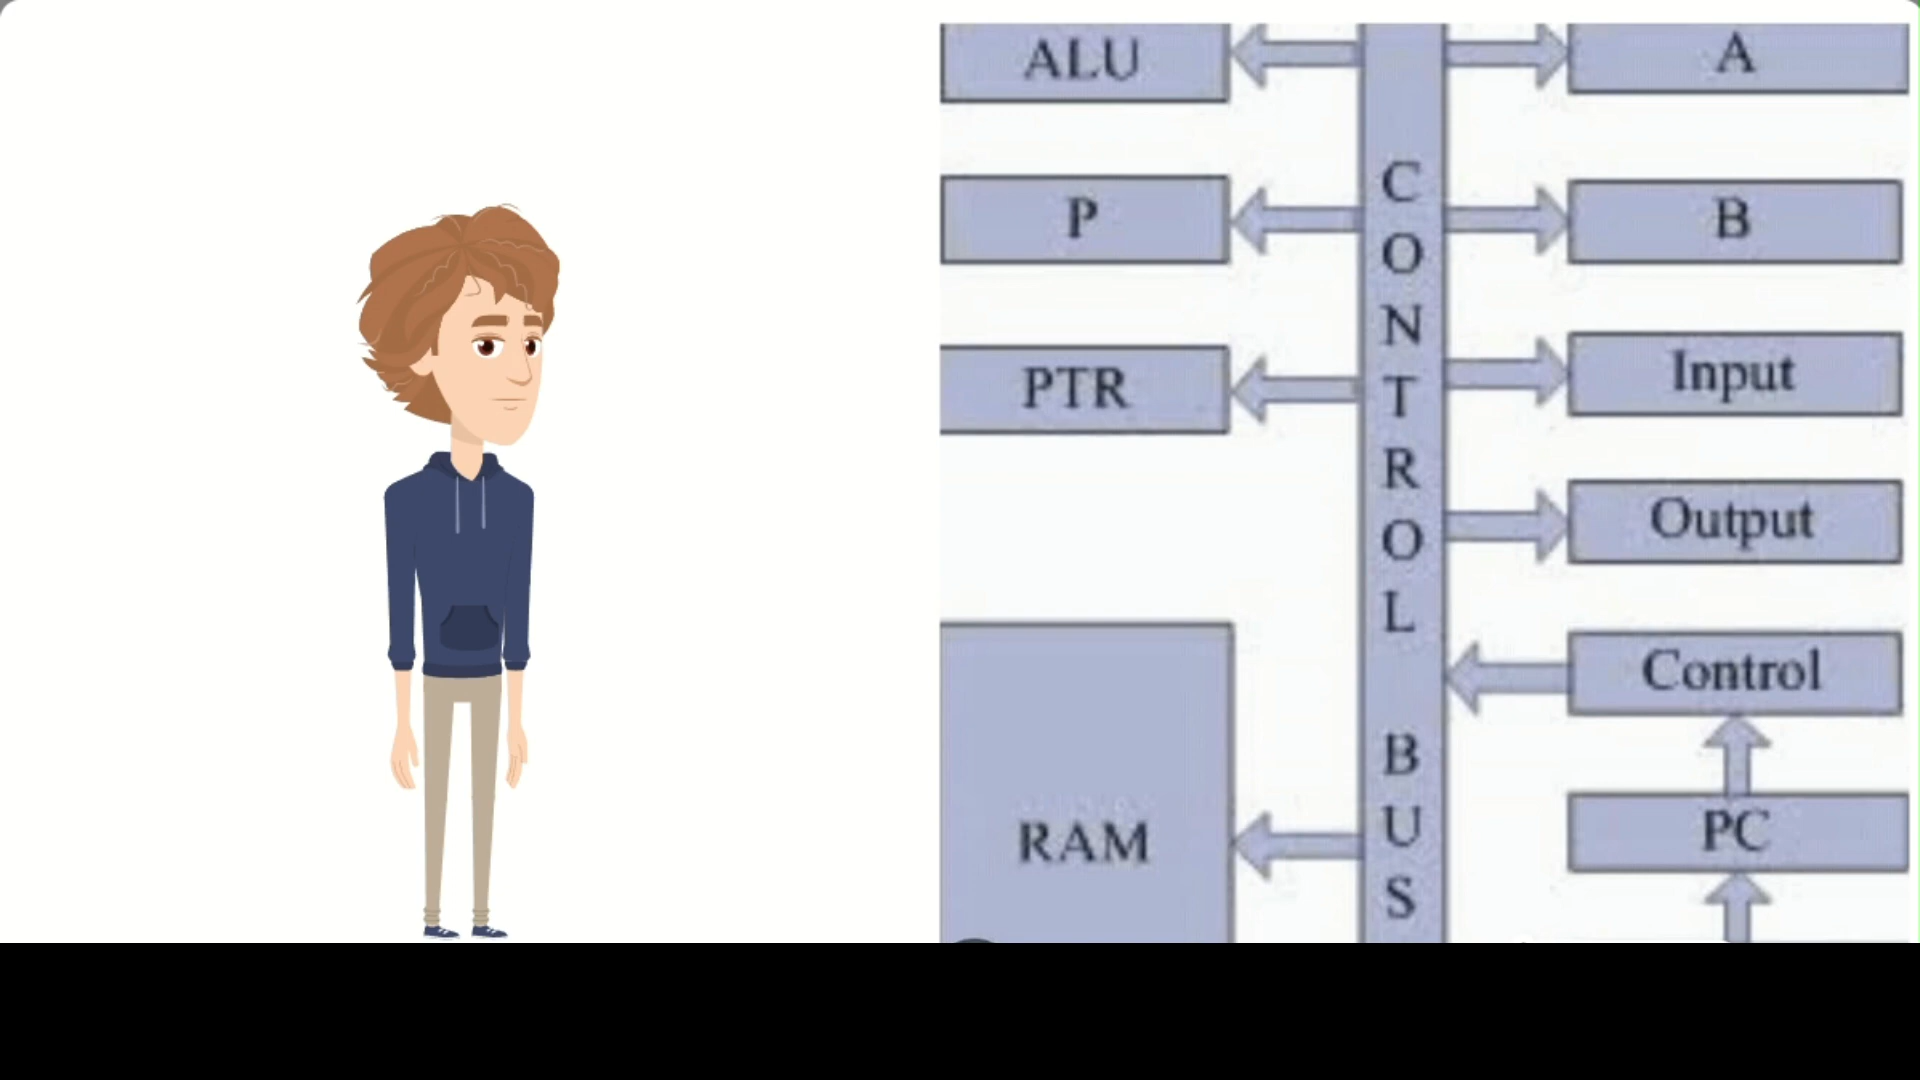 ALU
A
P
B
PTR
Input
Output
Control
PC
RAM
CONTROL BUS